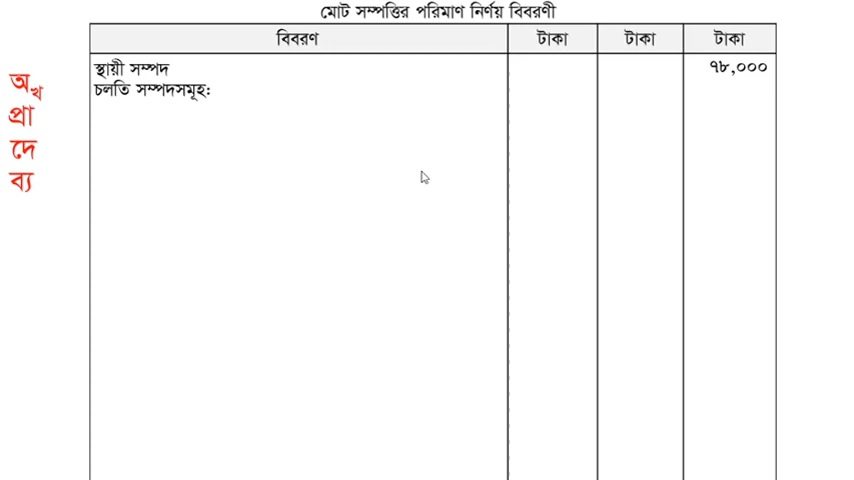 মোট সম্পত্তির পরিমাণ নির্ণয় বিবরণী
বিবরণ টাকা টাকা টাকা
স্থায়ী সম্পদ ৭৮,০০০
চলতি সম্পদসমূহ:
অখ
প্রা
দে
ব্য